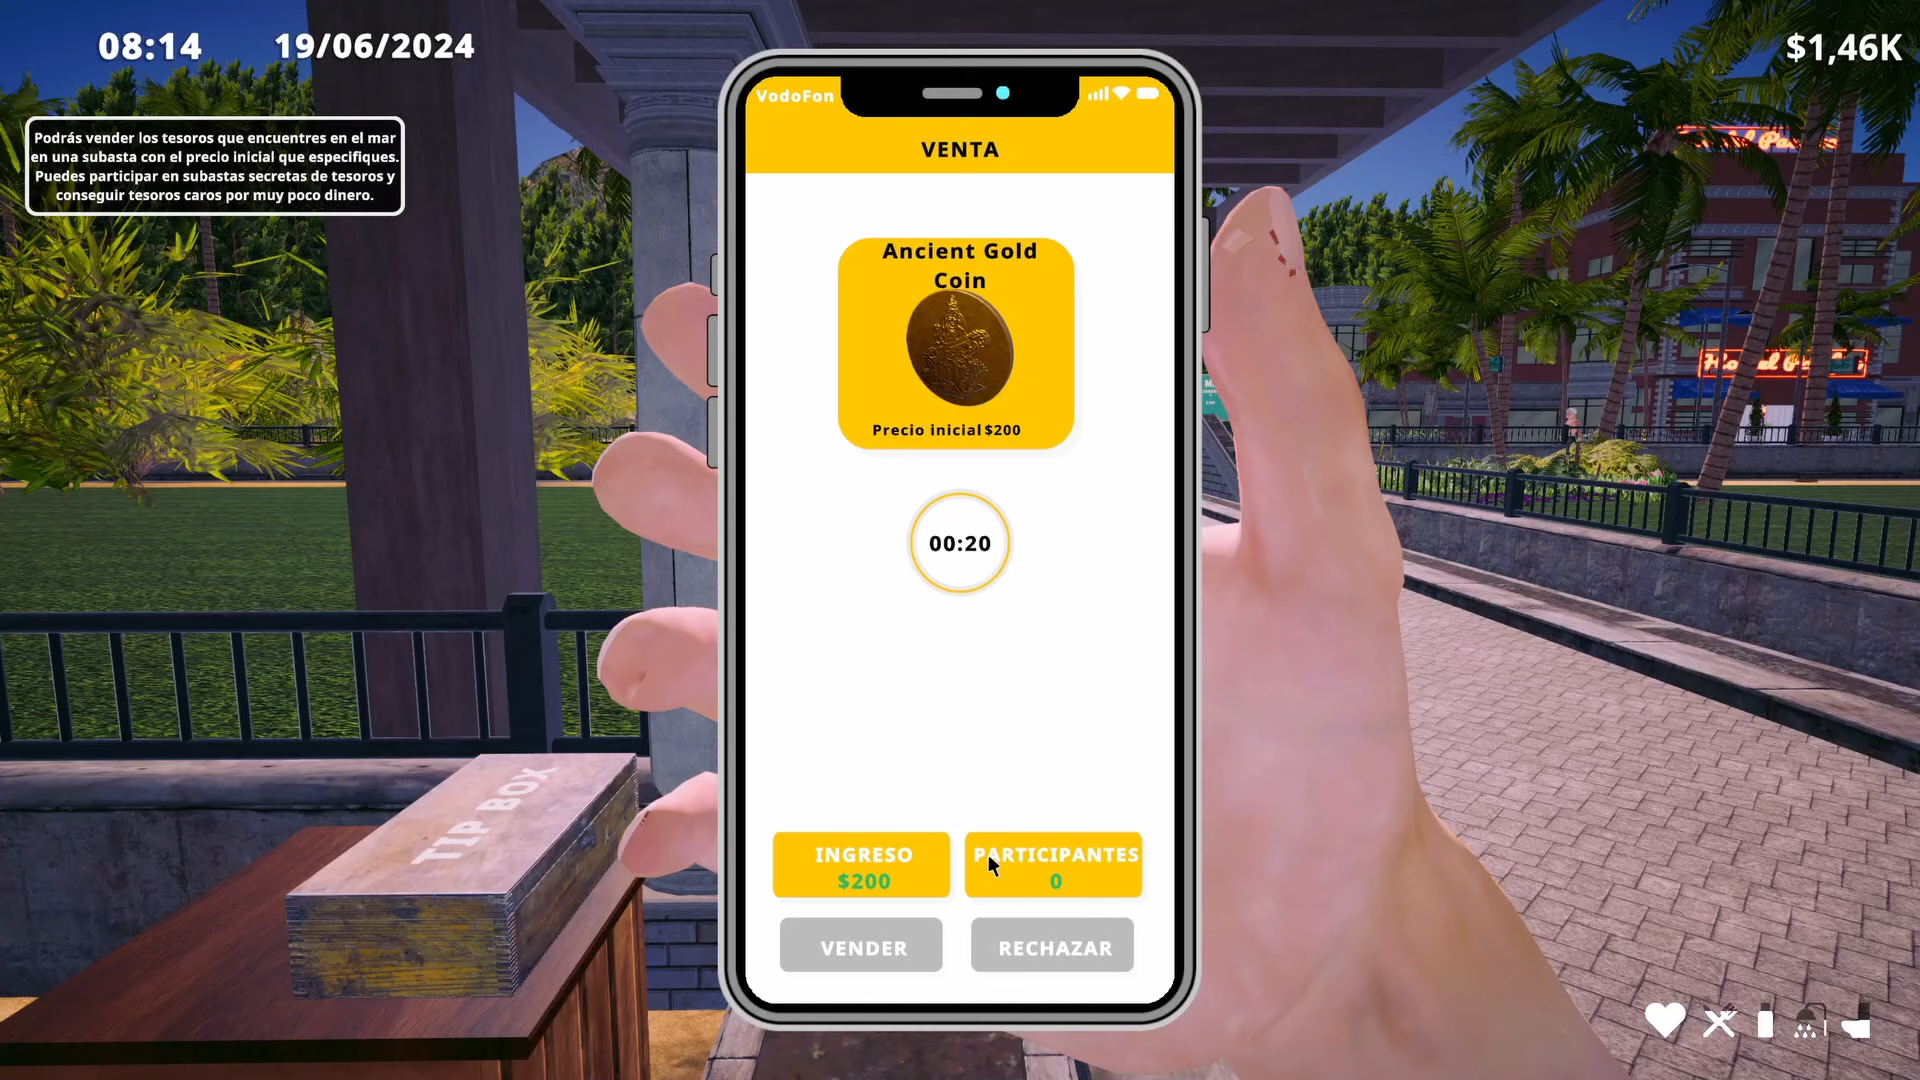 08:14
19/06/2024
$1,46K
Podrás vender los tesoros que encuentres en el mar
en una subasta con el precio inicial que especifiques.
Puedes participar en subastas secretas de tesoros y
conseguir tesoros caros por muy poco dinero.
VodoFon
VENTA
Ancient Gold
Coin
Precio inicial $200
00:20
INGRESO
$200
PARTICIPANTES
0
VENDER
RECHAZAR
TIP BOX